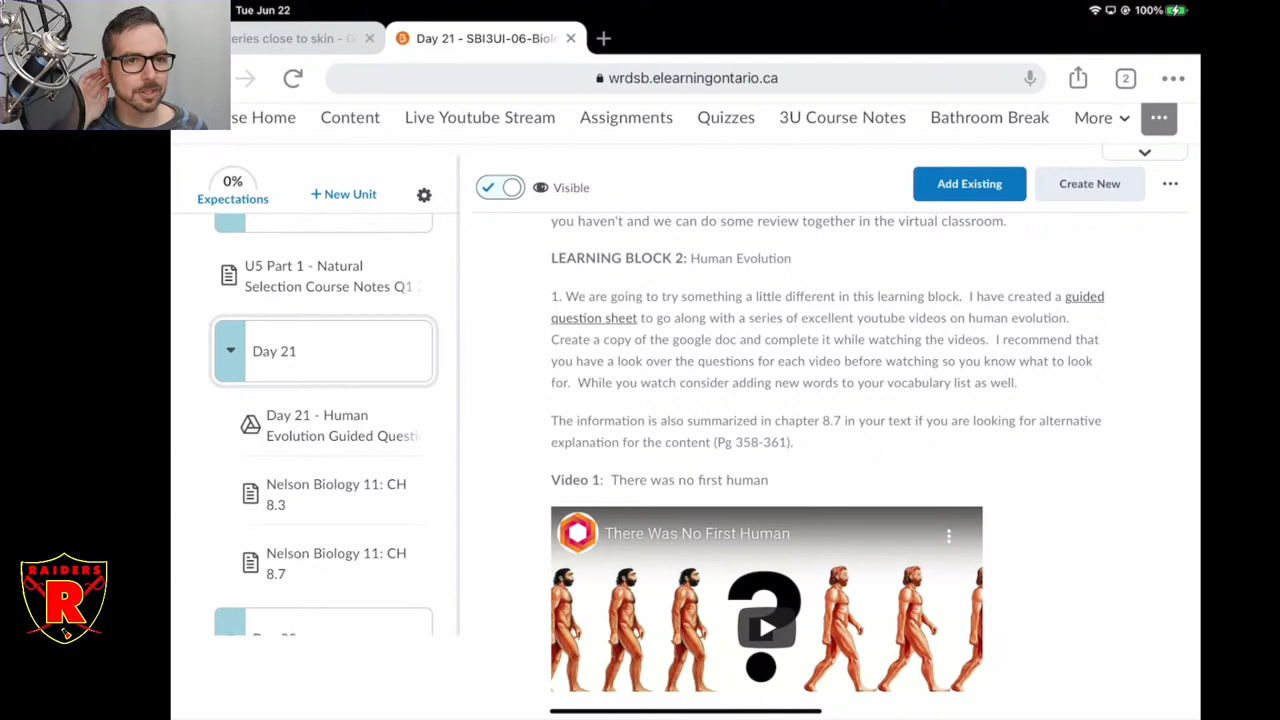 Tue Jun 22
100%
eries close to skin - G
Day 21 - SBI3UI-06-Biol
wrdsb.elearningontario.ca
2
se Home
Content
Live Youtube Stream
Assignments
Quizzes
3U Course Notes
Bathroom Break
More
0%
Expectations
+ New Unit
Visible
Add Existing
Create New
U5 Part 1 - Natural
Selection Course Notes Q1
Day 21
Day 21 - Human
Evolution Guided Questi
Nelson Biology 11: CH
8.3
Nelson Biology 11: CH
8.7
you haven't and we can do some review together in the virtual classroom.
LEARNING BLOCK 2: Human Evolution
1. We are going to try something a little different in this learning block. I have created a guided
question sheet to go along with a series of excellent youtube videos on human evolution.
Create a copy of the google doc and complete it while watching the videos. I recommend that
you have a look over the questions for each video before watching so you know what to look
for. While you watch consider adding new words to your vocabulary list as well.
The information is also summarized in chapter 8.7 in your text if you are looking for alternative
explanation for the content (Pg 358-361).
Video 1: There was no first human
There Was No First Human
?
RAIDERS
R